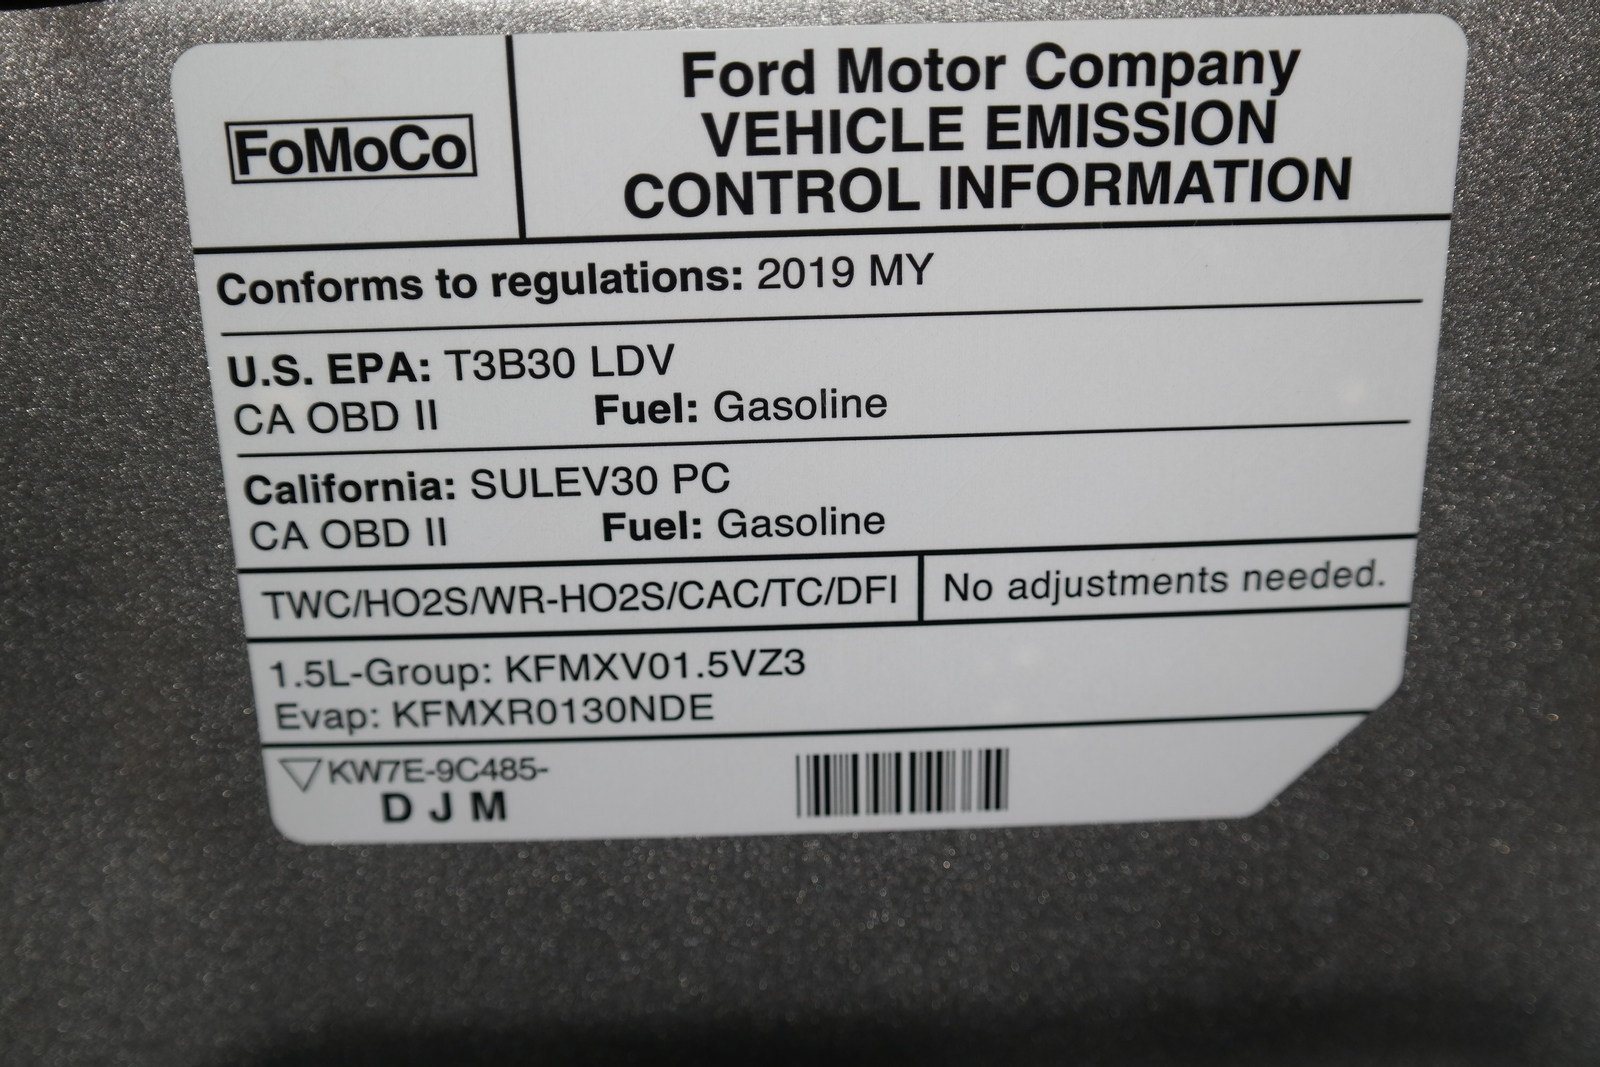 FoMoCo
Ford Motor Company
VEHICLE EMISSION
CONTROL INFORMATION
Conforms to regulations: 2019 MY
U.S. EPA: T3B30 LDV
CA OBD II Fuel: Gasoline
California: SULEV30 PC
CA OBD II Fuel: Gasoline
TWC/HO2S/WR-HO2S/CAC/TC/DFI No adjustments needed.
1.5L-Group: KFMXV01.5VZ3
Evap: KFMXR0130NDE
▽KW7E-9C485-
D J M